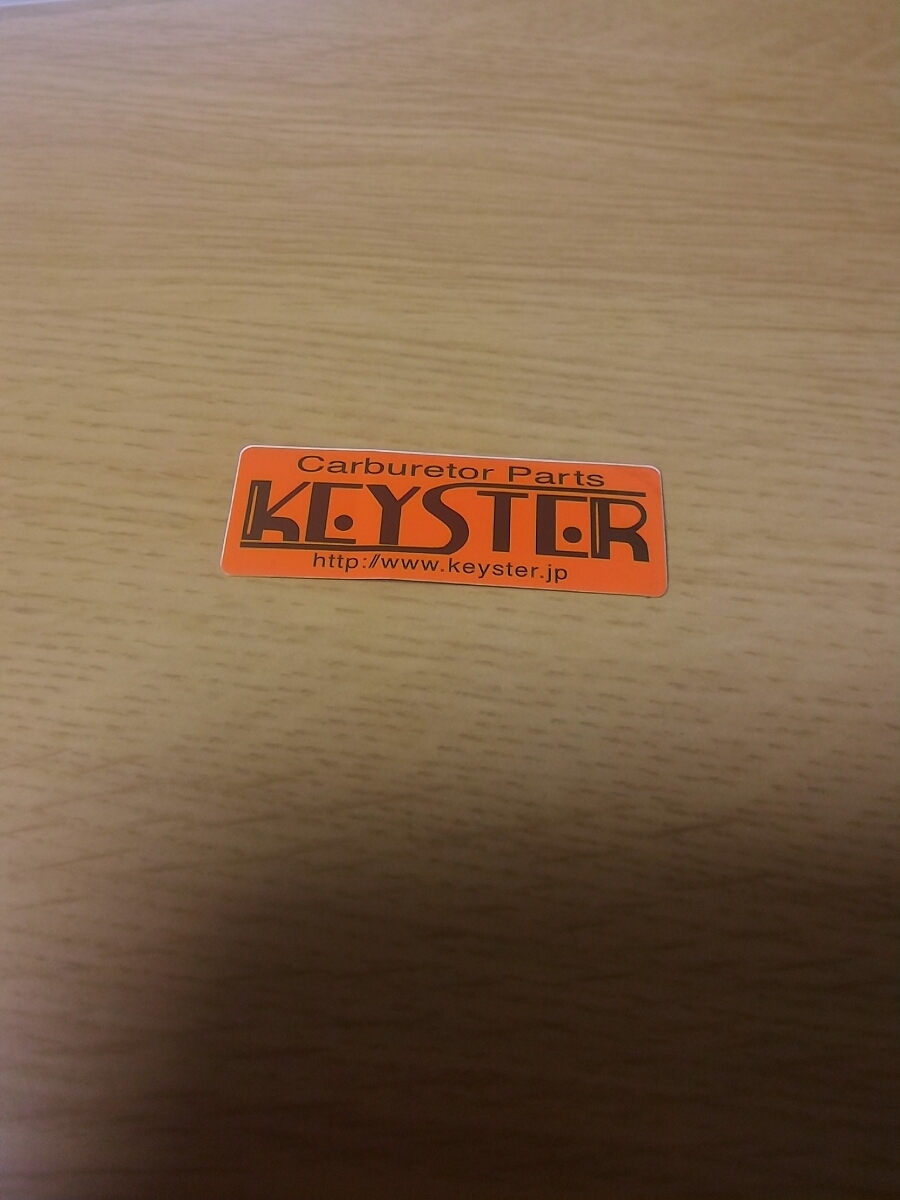 Carburetor Parts
KEYSTER
http://www.keyster.jp